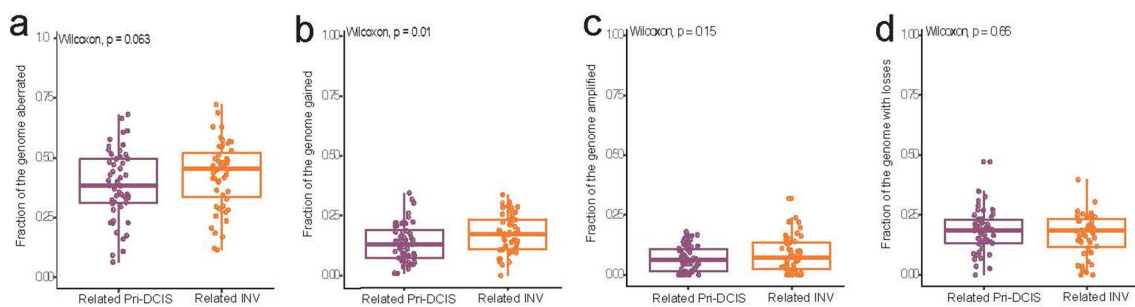 a
Wilcaxon, p = 0.063
Fraction of the genome aberrated
1.0
0.75
0.50
0.25
0.00
Related Pri-DCIS Related INV
b
Wilcoxon, p = 0.01
Fraction of the genome gained
1.00
0.75
0.50
0.25
0.00
Related Pri-DCIS Related INV
c
Wilcoxon, p = 0.15
Fraction of the genome amplified
1.00
0.75
0.50
0.25
0.00
Related Pri-DCIS Related INV
d
Wilcoxon, p = 0.66
Fraction of the genome with losses
1.00
0.75
0.50
0.25
0.00
Related Pri-DCIS Related INV